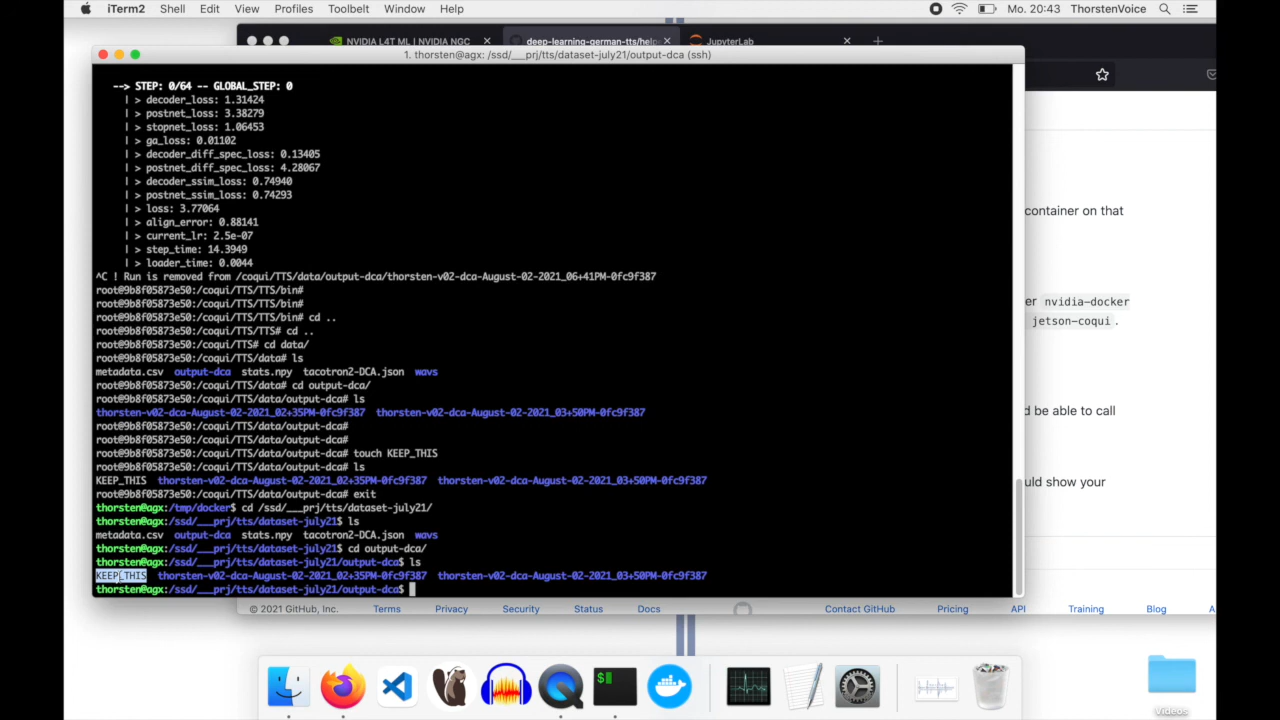 iTerm2 Shell Edit View Profiles Toolbelt Window Help Mo. 20:43 ThorstenVoice
NVIDIA L4T ML | NVIDIA NGC deep-learning-german-tts/help JupyterLab
1. thorsten@agx: /ssd/___prj/tts/dataset-july21/output-dca (ssh)
--> STEP: 0/64 -- GLOBAL_STEP: 0
| > decoder_loss: 1.31424
| > postnet_loss: 3.38279
| > stopnet_loss: 1.06453
| > ga_loss: 0.01102
| > decoder_diff_spec_loss: 0.13405
| > postnet_diff_spec_loss: 4.28067
| > decoder_ssim_loss: 0.74940
| > postnet_ssim_loss: 0.74293
| > loss: 3.77064
| > align_error: 0.88141
| > current_lr: 2.5e-07
| > step_time: 14.3949
| > loader_time: 0.0044
^C ! Run is removed from /coqui/TTS/data/output-dca/thorsten-v02-dca-August-02-2021_06+41PM-0fc9f387
root@9b8f05873e50:/coqui/TTS/TTS/bin#
root@9b8f05873e50:/coqui/TTS/TTS/bin#
root@9b8f05873e50:/coqui/TTS/TTS/bin# cd ..
root@9b8f05873e50:/coqui/TTS/TTS# cd ..
root@9b8f05873e50:/coqui/TTS# cd data/
root@9b8f05873e50:/coqui/TTS/data# ls
metadata.csv output-dca stats.npy tacotron2-DCA.json wavs
root@9b8f05873e50:/coqui/TTS/data# cd output-dca/
root@9b8f05873e50:/coqui/TTS/data/output-dca# ls
thorsten-v02-dca-August-02-2021_02+35PM-0fc9f387 thorsten-v02-dca-August-02-2021_03+50PM-0fc9f387
root@9b8f05873e50:/coqui/TTS/data/output-dca#
root@9b8f05873e50:/coqui/TTS/data/output-dca#
root@9b8f05873e50:/coqui/TTS/data/output-dca# touch KEEP_THIS
root@9b8f05873e50:/coqui/TTS/data/output-dca# ls
KEEP_THIS thorsten-v02-dca-August-02-2021_02+35PM-0fc9f387 thorsten-v02-dca-August-02-2021_03+50PM-0fc9f387
root@9b8f05873e50:/coqui/TTS/data/output-dca# exit
thorsten@agx:/tmp/docker$ cd /ssd/___prj/tts/dataset-july21/
thorsten@agx:/ssd/___prj/tts/dataset-july21$ ls
metadata.csv output-dca stats.npy tacotron2-DCA.json wavs
thorsten@agx:/ssd/___prj/tts/dataset-july21$ cd output-dca/
thorsten@agx:/ssd/___prj/tts/dataset-july21/output-dca$ ls
KEEP_THIS thorsten-v02-dca-August-02-2021_02+35PM-0fc9f387 thorsten-v02-dca-August-02-2021_03+50PM-0fc9f387
thorsten@agx:/ssd/___prj/tts/dataset-july21/output-dca$
container on that
er nvidia-docker
jetson-coqui.
d be able to call
uld show your
© 2021 GitHub, Inc. Terms Privacy Security Status Docs Contact GitHub Pricing API Training Blog A
$
Videos